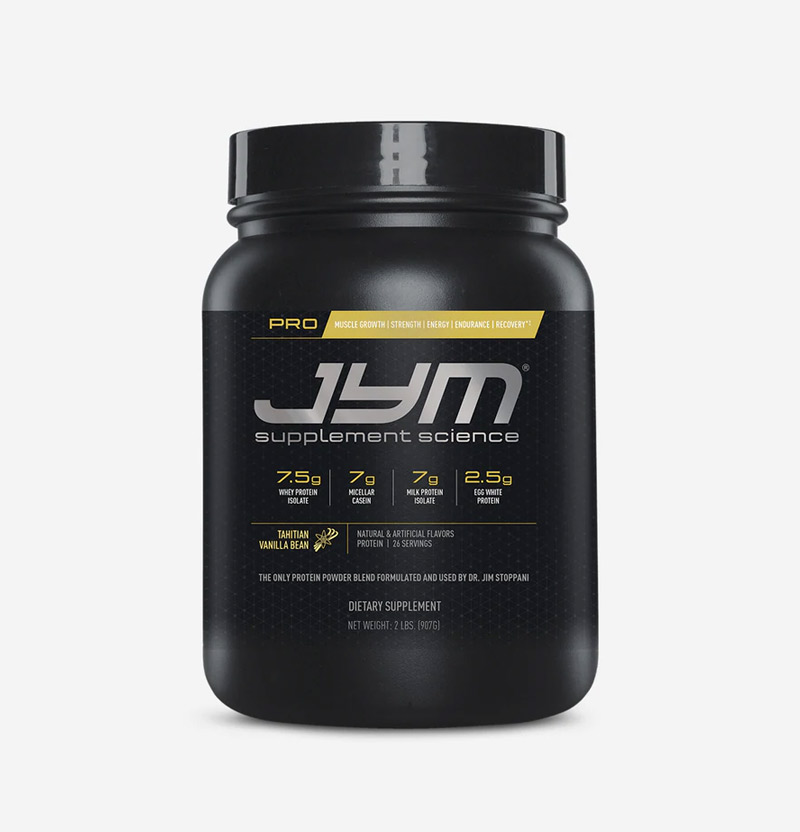 PRO MUSCLE GROWTH | STRENGTH | ENERGY | ENDURANCE | RECOVERY*‡
JYM®
supplement science
7.5g 7g 7g 2.5g
WHEY PROTEIN MICELLAR MILK PROTEIN EGG WHITE
ISOLATE CASEIN ISOLATE PROTEIN
TAHITIAN
VANILLA BEAN
NATURAL & ARTIFICIAL FLAVORS
PROTEIN | 26 SERVINGS
THE ONLY PROTEIN POWDER BLEND FORMULATED AND USED BY DR. JIM STOPPANI
DIETARY SUPPLEMENT
NET WEIGHT: 2 LBS. (907G)